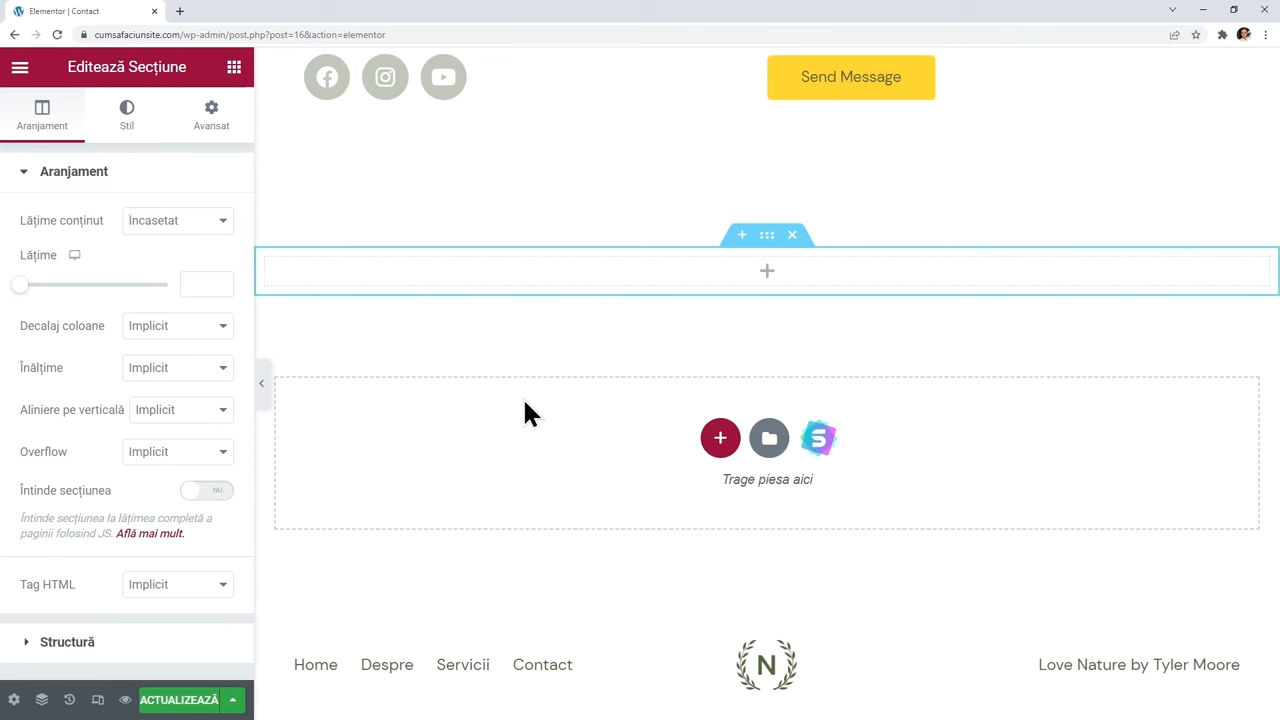 Elementor | Contact
cumsafaciunsite.com/wp-admin/post.php?post=16&action=elementor
Editează Secțiune
Aranjament
Stil
Avansat
Aranjament
Lățime conținut
Încasetat
Lățime
Decalaj coloane
Implicit
Înălțime
Implicit
Aliniere pe verticală
Implicit
Overflow
Implicit
Întinde secțiunea
NU
Întinde secțiunea la lățimea completă a
paginii folosind JS. Află mai mult.
Tag HTML
Implicit
Structură
ACTUALIZEAZĂ
Send Message
S
Trage piesa aici
Home Despre Servicii Contact
N
Love Nature by Tyler Moore